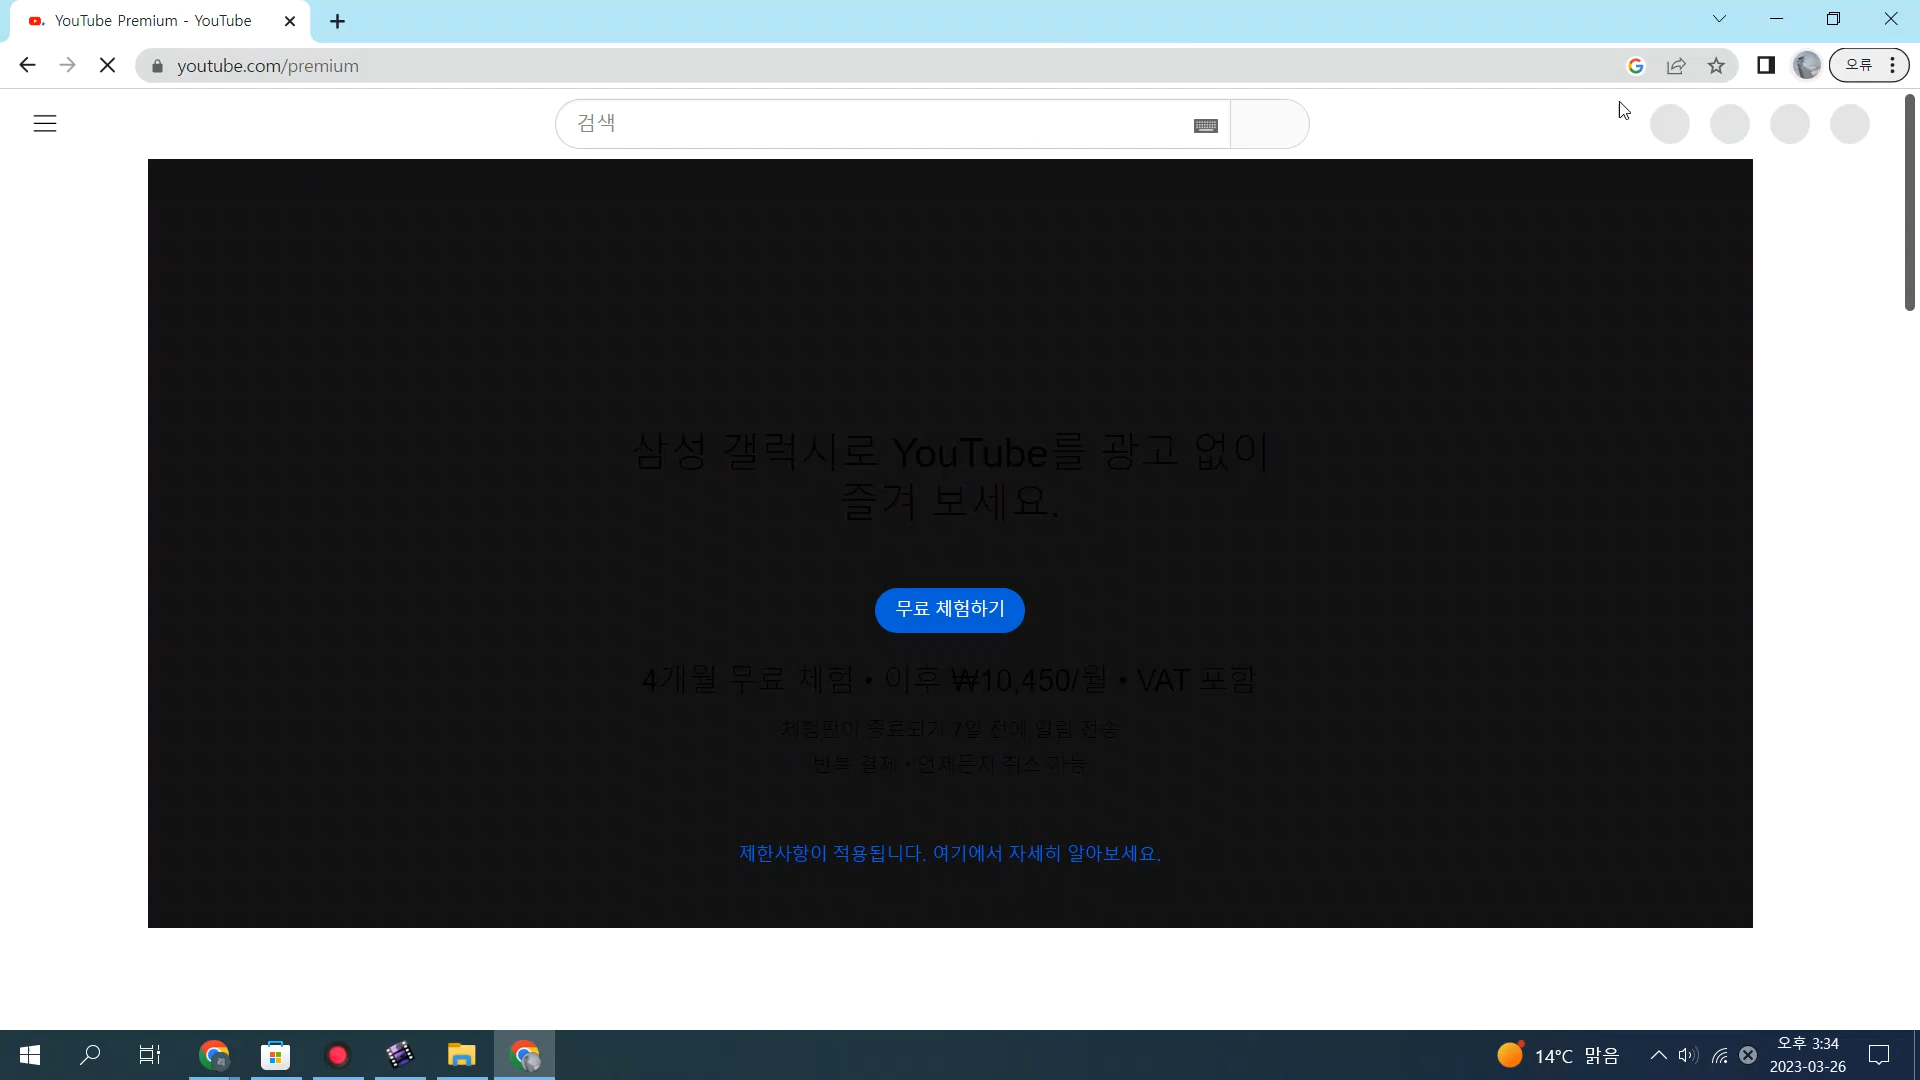 YouTube Premium - YouTube
youtube.com/premium
오류
검색
삼성 갤럭시로 YouTube를 광고 없이
즐겨 보세요.
무료 체험하기
4개월 무료 체험 • 이후 ₩10,450/월 • VAT 포함
체험판이 종료되기 7일 전에 알림 전송
반복 결제 • 언제든지 취소 가능
제한사항이 적용됩니다. 여기에서 자세히 알아보세요.
14°C 맑음
오후 3:34
2023-03-26